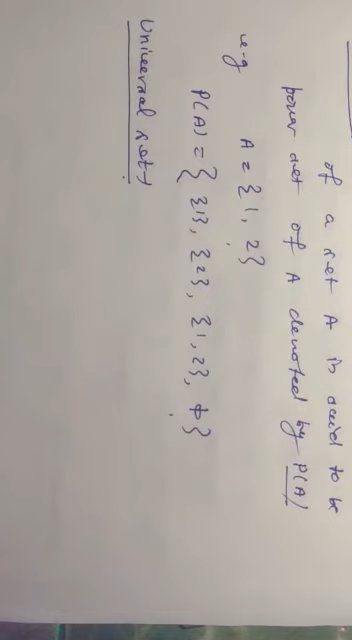 of a set A is said to be
power set of A denoted by P(A)
e-g
A = {1, 2}
P(A) = { {1}, {2}, {1, 2}, ϕ }
Universal set→